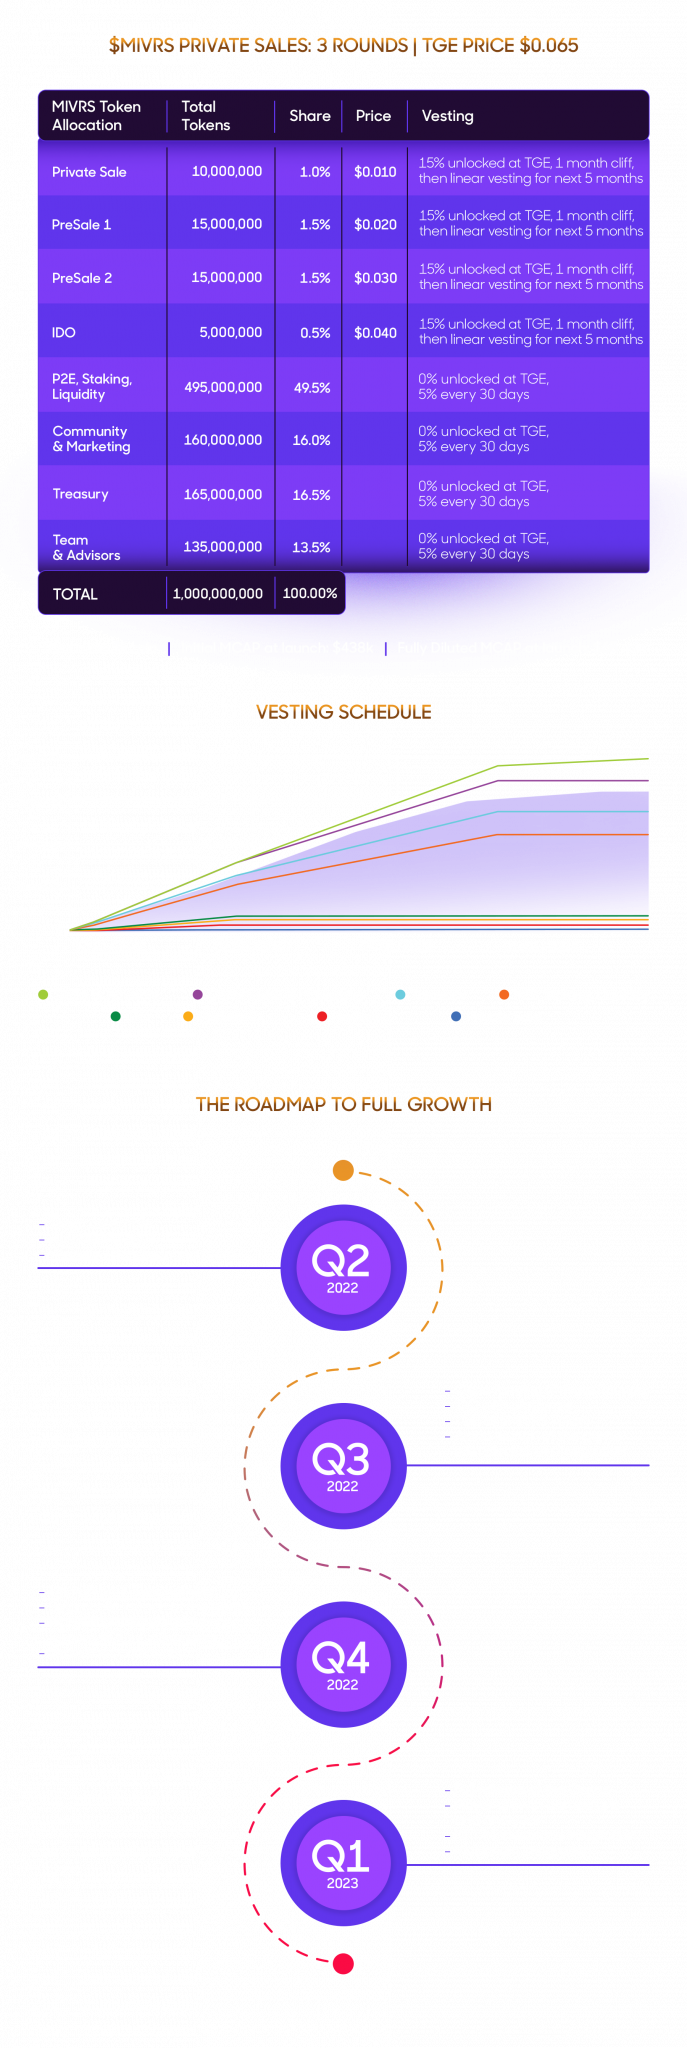 $MIVRS PRIVATE SALES: 3 ROUNDS | TGE PRICE $0.065
MIVRS Token
Allocation
Total
Tokens
Share
Price
Vesting
Private Sale
10,000,000
1.0%
$0.010
15% unlocked at TGE, 1 month cliff,
then linear vesting for next 5 months
PreSale 1
15,000,000
1.5%
$0.020
15% unlocked at TGE, 1 month cliff,
then linear vesting for next 5 months
PreSale 2
15,000,000
1.5%
$0.030
15% unlocked at TGE, 1 month cliff,
then linear vesting for next 5 months
IDO
5,000,000
0.5%
$0.040
15% unlocked at TGE, 1 month cliff,
then linear vesting for next 5 months
P2E, Staking,
Liquidity
495,000,000
49.5%
0% unlocked at TGE,
5% every 30 days
Community
& Marketing
160,000,000
16.0%
0% unlocked at TGE,
5% every 30 days
Treasury
165,000,000
16.5%
0% unlocked at TGE,
5% every 30 days
Team
& Advisors
135,000,000
13.5%
0% unlocked at TGE,
5% every 30 days
TOTAL
1,000,000,000
100.00%
VESTING SCHEDULE
THE ROADMAP TO FULL GROWTH
Q2
2022
Q3
2022
Q4
2022
Q1
2023